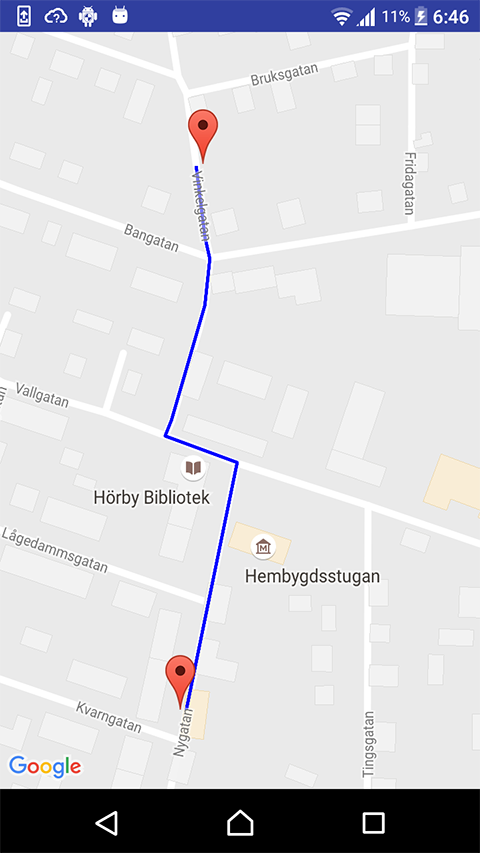 11% 6:46
Bruksgatan
Fridagatan
Vinkelgatan
Bangatan
Vallgatan
Hörby Bibliotek
Hembygdsstugan
Lågedammsgatan
Kvarngatan
Nygatan
Tingsgatan
Google